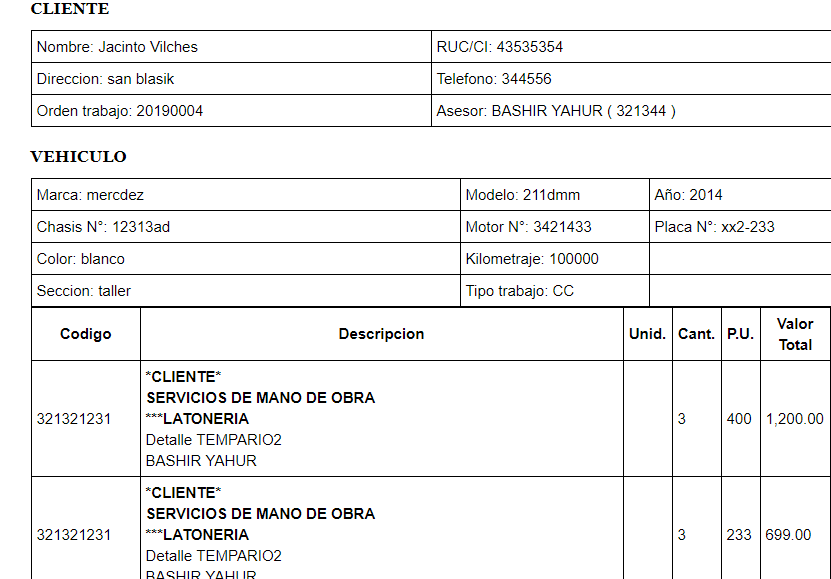 CLIENTE
Nombre: Jacinto Vilches RUC/CI: 43535354
Direccion: san blasik Telefono: 344556
Orden trabajo: 20190004 Asesor: BASHIR YAHUR ( 321344 )
VEHICULO
Marca: mercdez Modelo: 211dmm Año: 2014
Chasis N°: 12313ad Motor N°: 3421433 Placa N°: xx2-233
Color: blanco Kilometraje: 100000
Seccion: taller Tipo trabajo: CC
Codigo Descripcion Unid. Cant. P.U. Valor
Total
*CLIENTE*
SERVICIOS DE MANO DE OBRA
321321231 ***LATONERIA 3 400 1,200.00
Detalle TEMPARIO2
BASHIR YAHUR
*CLIENTE*
SERVICIOS DE MANO DE OBRA
321321231 ***LATONERIA 3 233 699.00
Detalle TEMPARIO2
BASHIR YAHUR